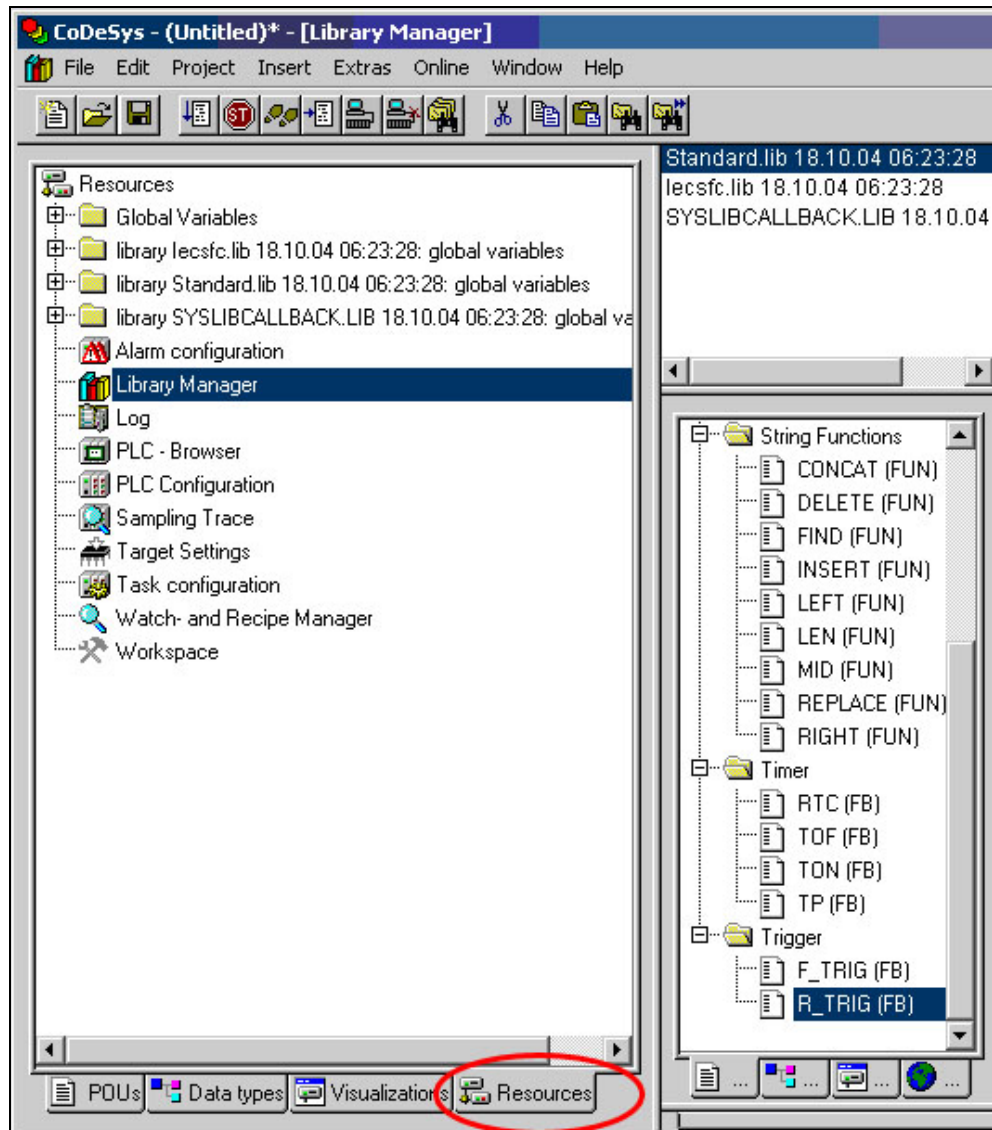 CoDeSys - (Untitled)* - [Library Manager]
File Edit Project Insert Extras Online Window Help
ST
Resources
Global Variables
library Iecsfc.lib 18.10.04 06:23:28: global variables
library Standard.lib 18.10.04 06:23:28: global variables
library SYSLIBCALLBACK.LIB 18.10.04 06:23:28: global va
Alarm configuration
Library Manager
Log
PLC - Browser
PLC Configuration
Sampling Trace
Target Settings
Task configuration
Watch- and Recipe Manager
Workspace
POUs Data types Visualizations Resources
Standard.lib 18.10.04 06:23:28
Iecsfc.lib 18.10.04 06:23:28
SYSLIBCALLBACK.LIB 18.10.04
String Functions
CONCAT (FUN)
DELETE (FUN)
FIND (FUN)
INSERT (FUN)
LEFT (FUN)
LEN (FUN)
MID (FUN)
REPLACE (FUN)
RIGHT (FUN)
Timer
RTC (FB)
TOF (FB)
TON (FB)
TP (FB)
Trigger
F_TRIG (FB)
R_TRIG (FB)
... ... ... ...